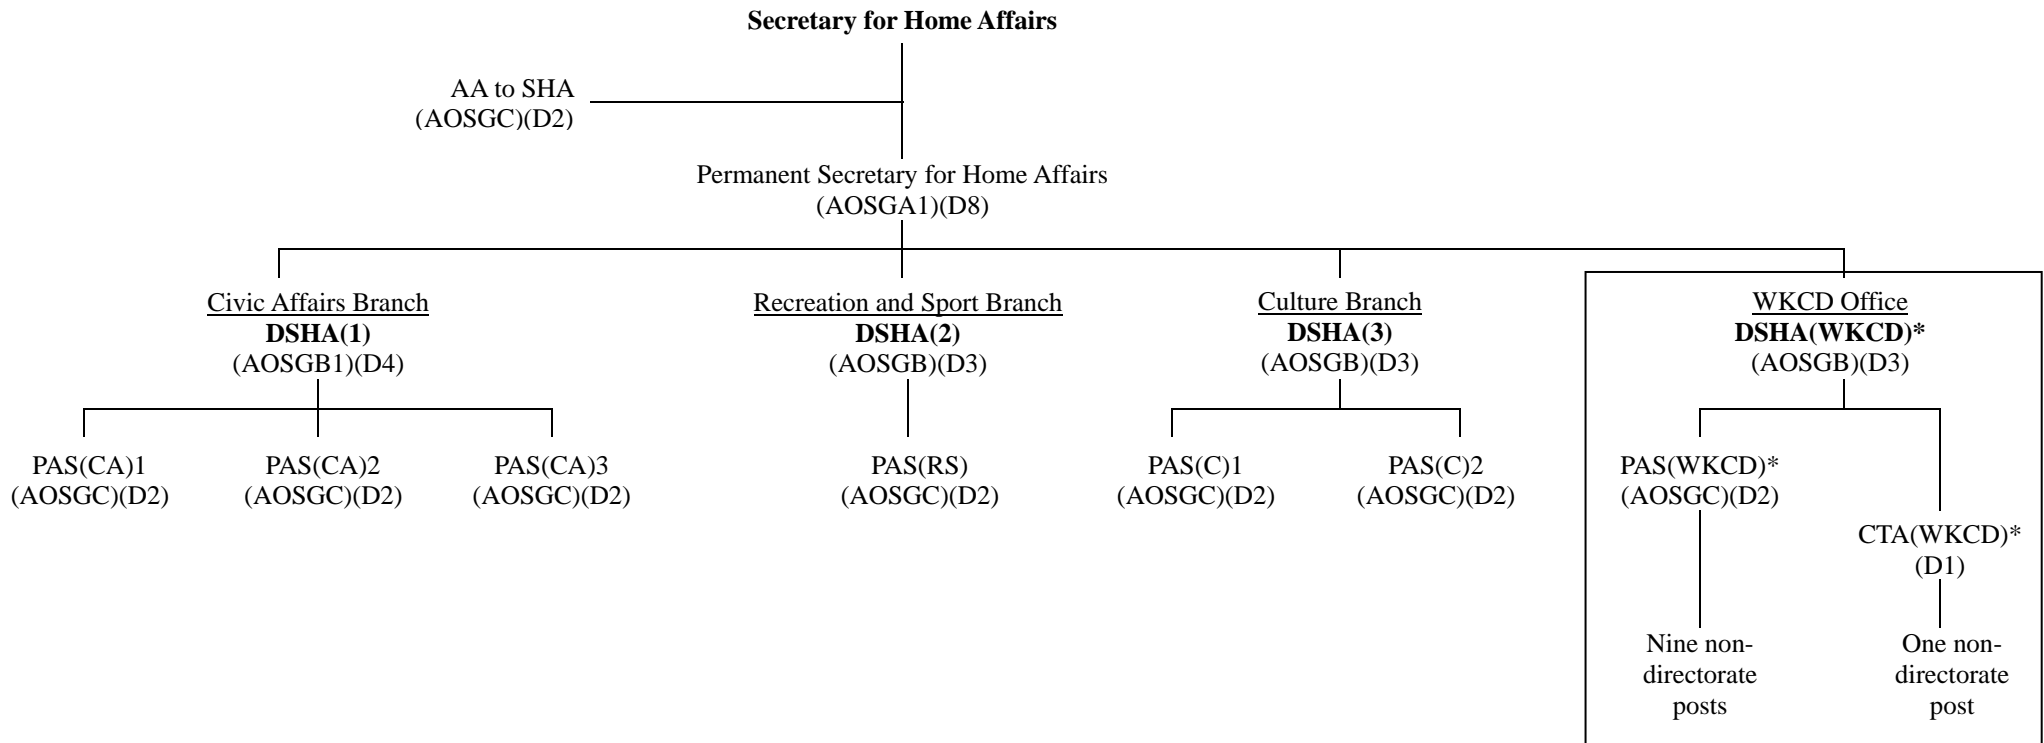 Secretary for Home Affairs
AA to SHA
(AOSGC)(D2)
Permanent Secretary for Home Affairs
(AOSGA1)(D8)
Civic Affairs Branch
DSHA(1)
(AOSGB1)(D4)
Recreation and Sport Branch
DSHA(2)
(AOSGB)(D3)
Culture Branch
DSHA(3)
(AOSGB)(D3)
WKCD Office
DSHA(WKCD)*
(AOSGB)(D3)
PAS(CA)1
(AOSGC)(D2)
PAS(CA)2
(AOSGC)(D2)
PAS(CA)3
(AOSGC)(D2)
PAS(RS)
(AOSGC)(D2)
PAS(C)1
(AOSGC)(D2)
PAS(C)2
(AOSGC)(D2)
PAS(WKCD)*
(AOSGC)(D2)
CTA(WKCD)*
(D1)
Nine non-
directorate
posts
One non-
directorate
post